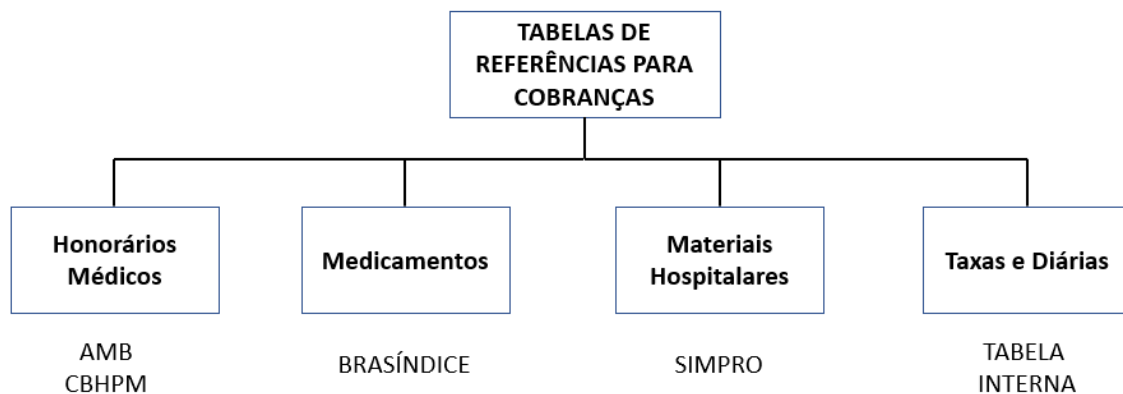 TABELAS DE
REFERÊNCIAS PARA
COBRANÇAS
Honorários
Médicos
Medicamentos
Materiais
Hospitalares
Taxas e Diárias
AMB
CBHPM
BRASÍNDICE
SIMPRO
TABELA
INTERNA